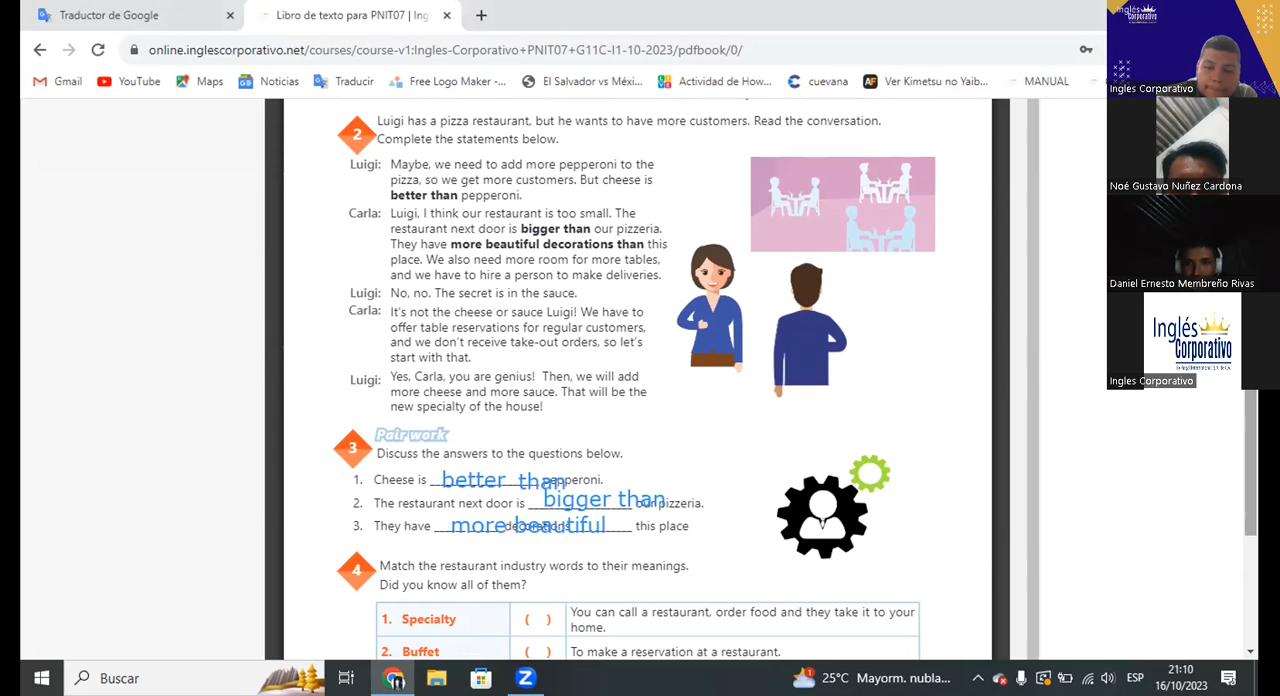 Traductor de Google
Libro de texto para PNIT07 | Ing
online.inglescorporativo.net/courses/course-v1:Ingles-Corporativo+PNIT07+G11C-I1-10-2023/pdfbook/0/
Gmail YouTube Maps Noticias Traducir Free Logo Maker -... El Salvador vs Méxi... Actividad de How... cuevana Ver Kimetsu no Yaib... MANUAL
2 Luigi has a pizza restaurant, but he wants to have more customers. Read the conversation.
Complete the statements below.
Luigi: Maybe, we need to add more pepperoni to the
pizza, so we get more customers. But cheese is
better than pepperoni.
Carla: Luigi, I think our restaurant is too small. The
restaurant next door is bigger than our pizzeria.
They have more beautiful decorations than this
place. We also need more room for more tables,
and we have to hire a person to make deliveries.
Luigi: No, no. The secret is in the sauce.
Carla: It's not the cheese or sauce Luigi! We have to
offer table reservations for regular customers,
and we don't receive take-out orders, so let's
start with that.
Luigi: Yes, Carla, you are genius! Then, we will add
more cheese and more sauce. That will be the
new specialty of the house!
3 Pair work
Discuss the answers to the questions below.
1. Cheese is better than pepperoni.
2. The restaurant next door is bigger than our pizzeria.
3. They have more beautiful decorations this place
4 Match the restaurant industry words to their meanings.
Did you know all of them?
1. Specialty ( ) You can call a restaurant, order food and they take it to your
home.
2. Buffet ( ) To make a reservation at a restaurant.
Inglés
Corporativo
Ingles Corporativo
Noé Gustavo Nuñez Cardona
Daniel Ernesto Membreño Rivas
Inglés
Corporativo
Ingles Corporativo
Buscar
25°C Mayorm. nubla...
ESP
21:10
16/10/2023